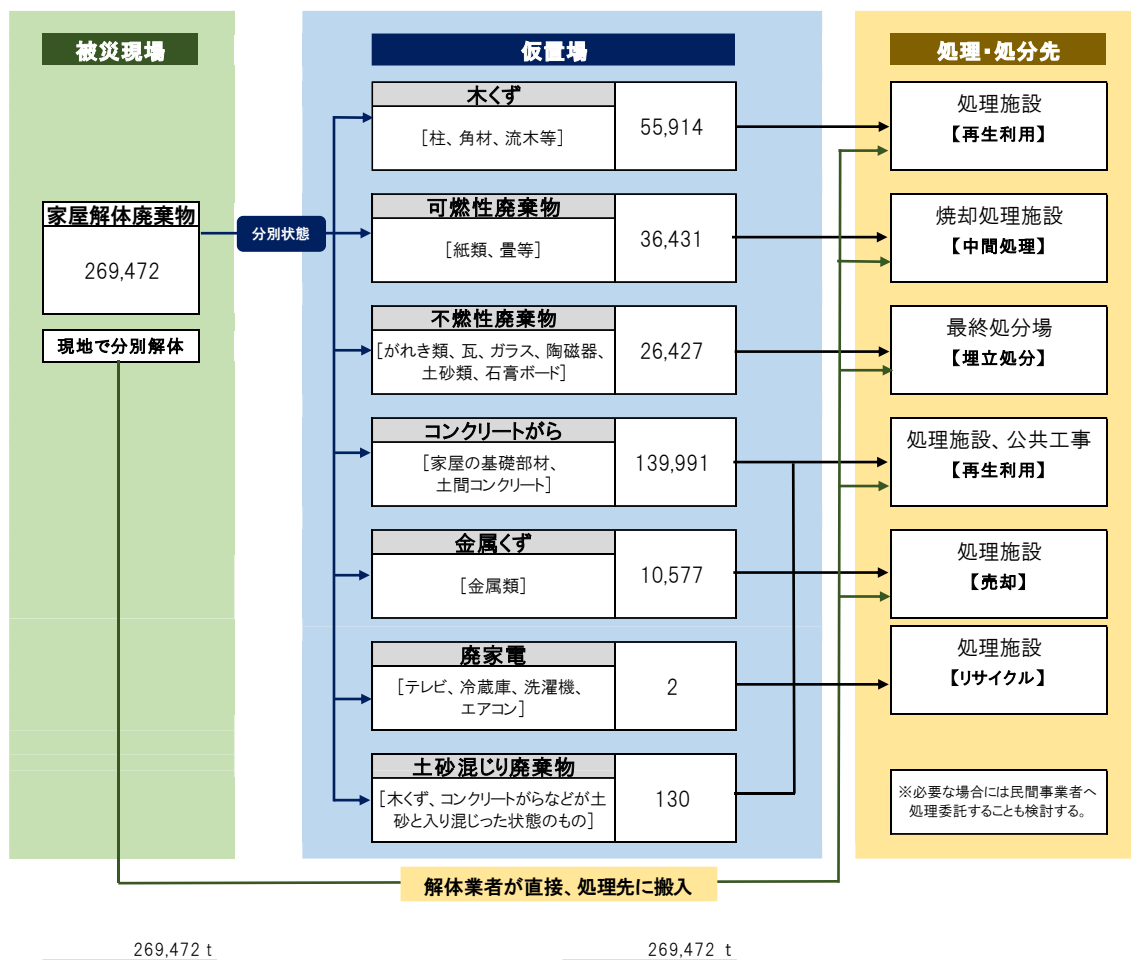 被災現場
仮置場
処理・処分先
家屋解体廃棄物
269,472
現地で分別解体
分別状態
木くず
[柱、角材、流木等]
55,914
可燃性廃棄物
[紙類、畳等]
36,431
不燃性廃棄物
[がれき類、瓦、ガラス、陶磁器、
土砂類、石膏ボード]
26,427
コンクリートがら
[家屋の基礎部材、
土間コンクリート]
139,991
金属くず
[金属類]
10,577
廃家電
[テレビ、冷蔵庫、洗濯機、
エアコン]
2
土砂混じり廃棄物
[木くず、コンクリートがらなどが土
砂と入り混じった状態のもの]
130
処理施設
【再生利用】
焼却処理施設
【中間処理】
最終処分場
【埋立処分】
処理施設、公共工事
【再生利用】
処理施設
【売却】
処理施設
【リサイクル】
※必要な場合には民間事業者へ
処理委託することも検討する。
解体業者が直接、処理先に搬入
269,472 t
269,472 t